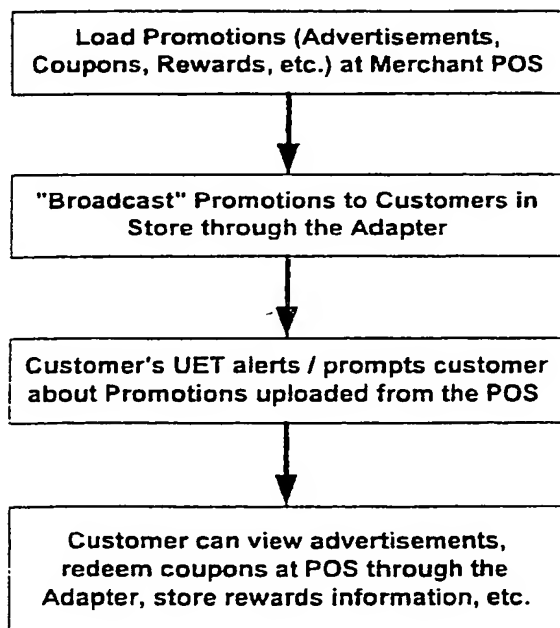 Load Promotions (Advertisements,
Coupons, Rewards, etc.) at Merchant POS
"Broadcast" Promotions to Customers in
Store through the Adapter
Customer's UET alerts / prompts customer
about Promotions uploaded from the POS
Customer can view advertisements,
redeem coupons at POS through the
Adapter, store rewards information, etc.